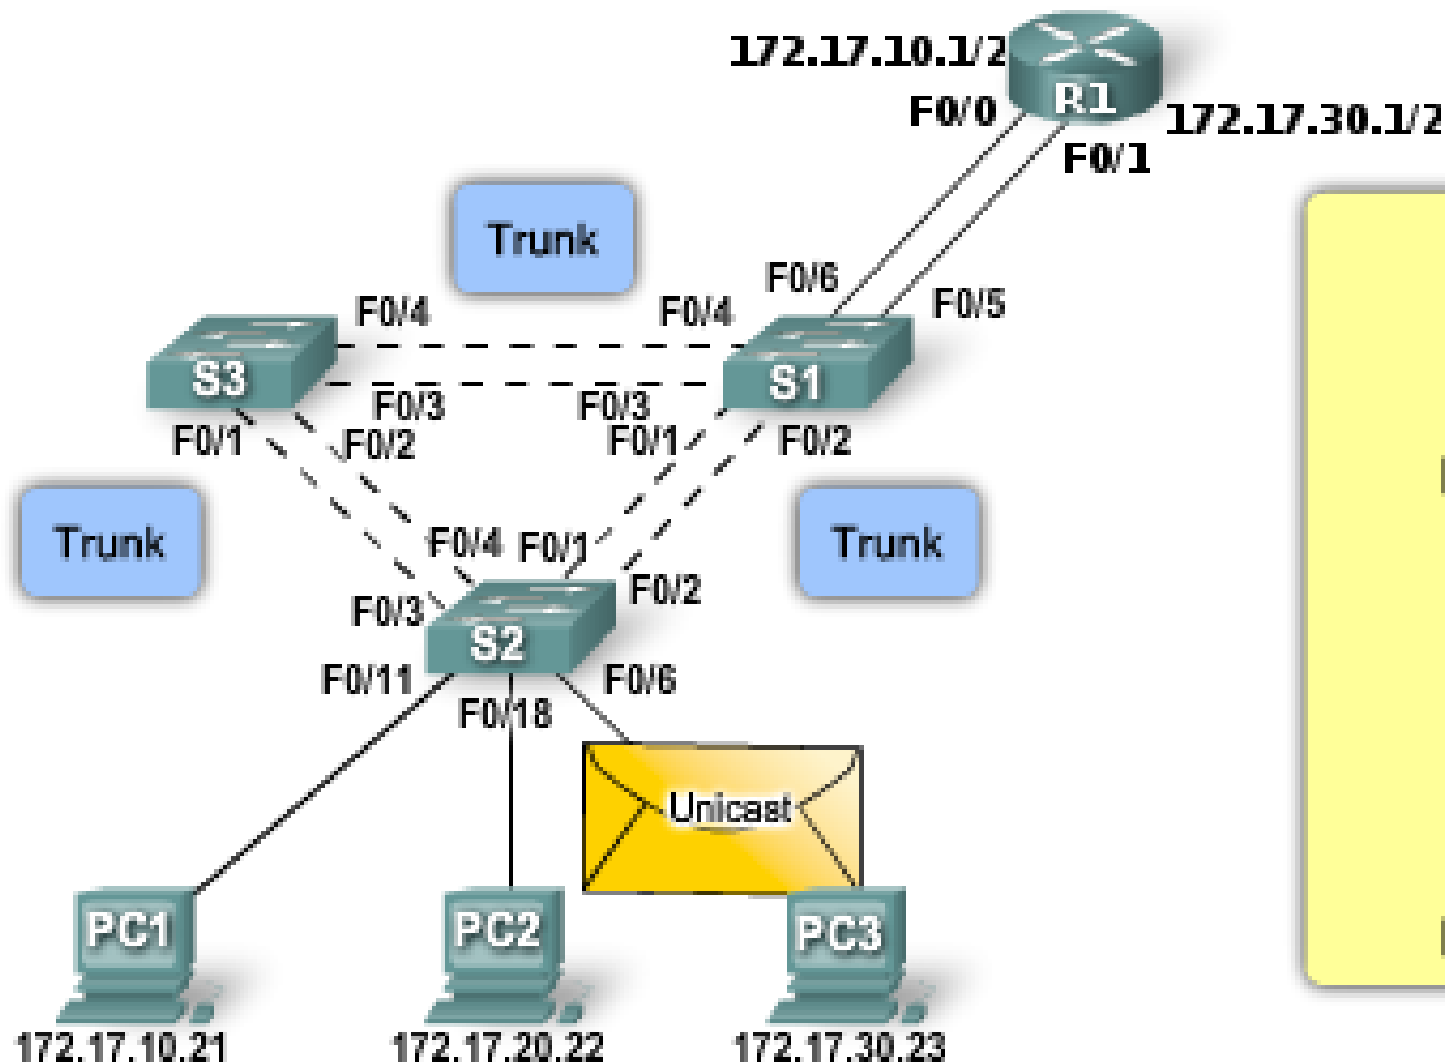 172.17.10.1/2
R1
F0/0
172.17.30.1/2
F0/1
Trunk
F0/6
F0/5
F0/4
F0/4
S3
S1
F0/3
F0/3
F0/1
F0/2
F0/1
F0/2
Trunk
Trunk
F0/4
F0/1
F0/3
F0/2
S2
F0/11
F0/6
F0/18
Unicast
PC1
PC2
PC3
172.17.10.21
172.17.20.22
172.17.30.23